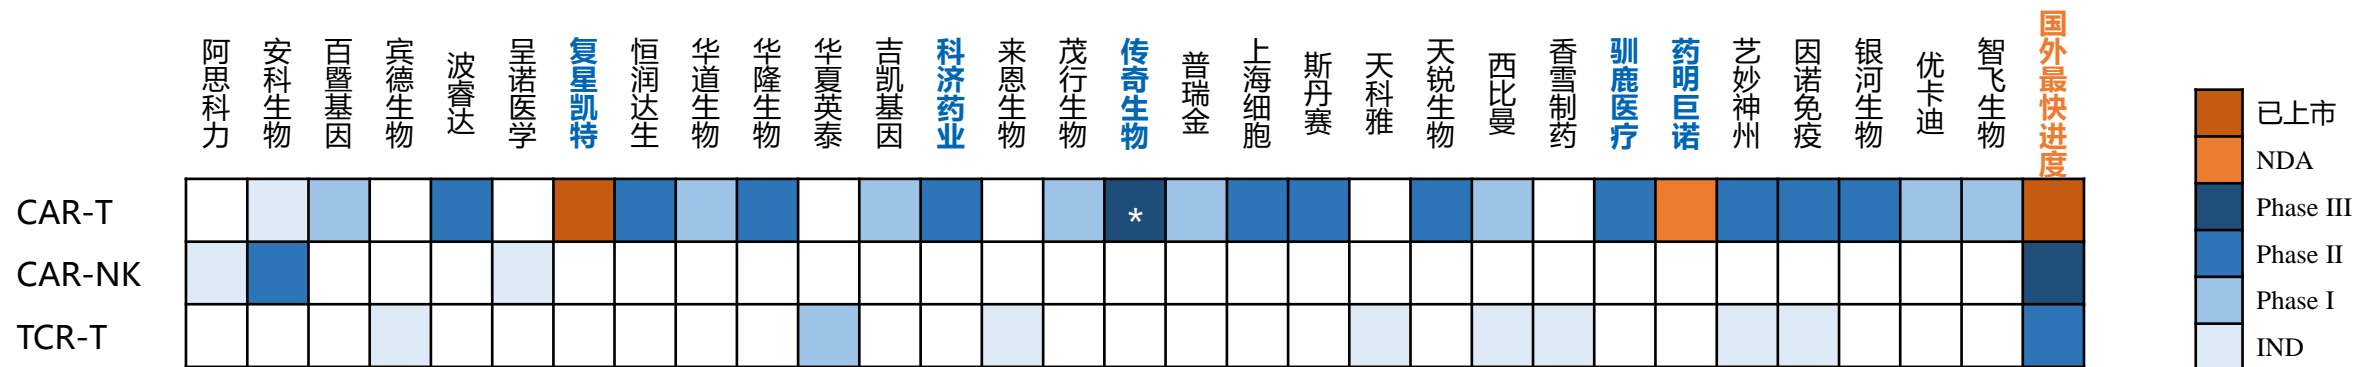 阿思科力
安科生物
百暨基因
宾德生物
波睿达
呈诺医学
复星凯特
恒润达生
华道生物
华隆生物
华夏英泰
吉凯基因
科济药业
来恩生物
茂行生物
传奇生物
普瑞金
上海细胞
斯丹赛
天科雅
天锐生物
西比曼
香雪制药
驯鹿医疗
药明巨诺
艺妙神州
因诺免疫
银河生物
优卡迪
智飞生物
国外最快进度
CAR-T
*
CAR-NK
TCR-T
已上市
NDA
Phase III
Phase II
Phase I
IND